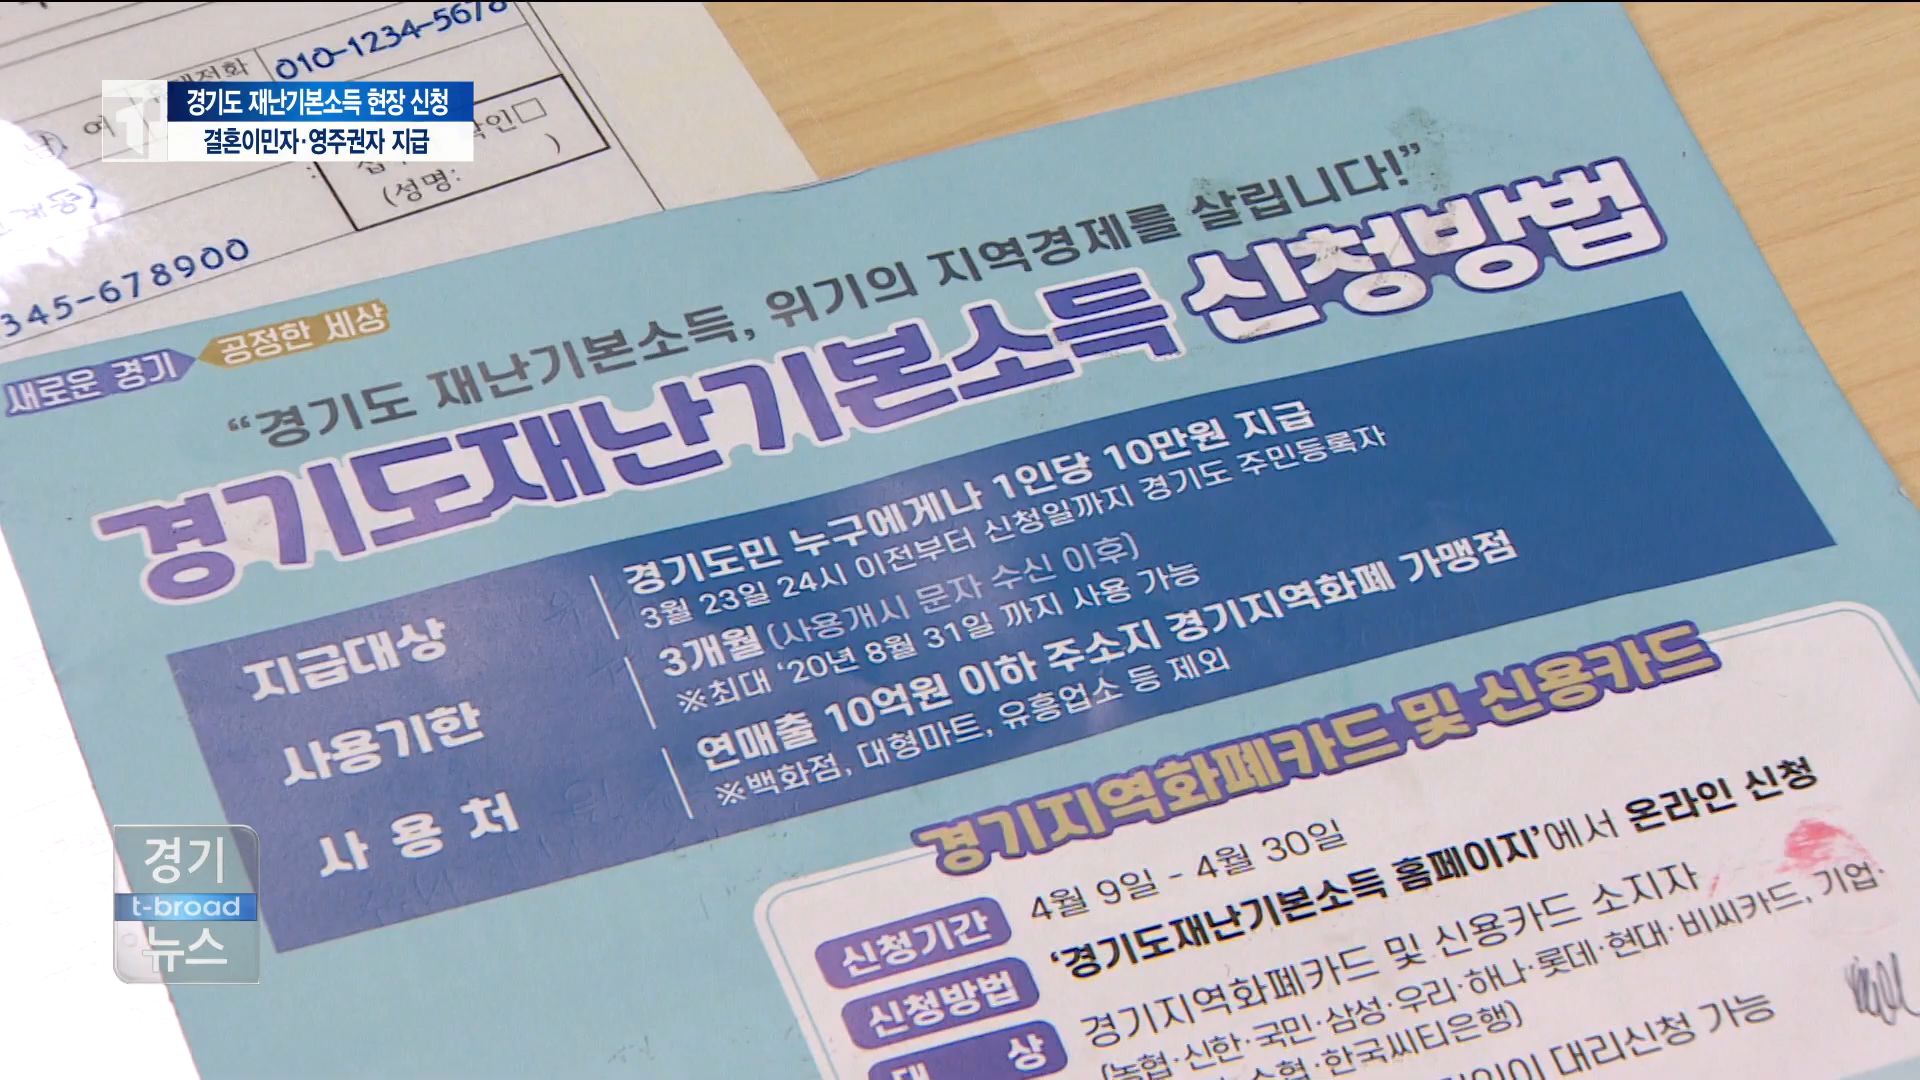 010-1234-5678
경기도 재난기본소득 현장 신청
결혼이민자·영주권자 지급
(성명: )
345-678900
새로운 경기 공정한 세상
“경기도 재난기본소득, 위기의 지역경제를 살립니다!”
경기도재난기본소득 신청방법
지급대상
경기도민 누구에게나 1인당 10만원 지급
3월 23일 24시 이전부터 신청일까지 경기도 주민등록자
사용기한
3개월(사용개시 문자 수신 이후)
※최대 ‘20년 8월 31일 까지 사용 가능
사 용 처
연매출 10억원 이하 주소지 경기지역화폐 가맹점
※백화점, 대형마트, 유흥업소 등 제외
경기지역화폐카드 및 신용카드
신청기간 4월 9일 - 4월 30일
신청방법 ‘경기도재난기본소득 홈페이지’에서 온라인 신청
대 상 경기지역화폐카드 및 신용카드 소지자
(농협·신한·국민·삼성·우리·하나·롯데·현대·비씨카드, 기업·
수협·한국씨티은행)
대리신청 가능
경기
t-broad
뉴스